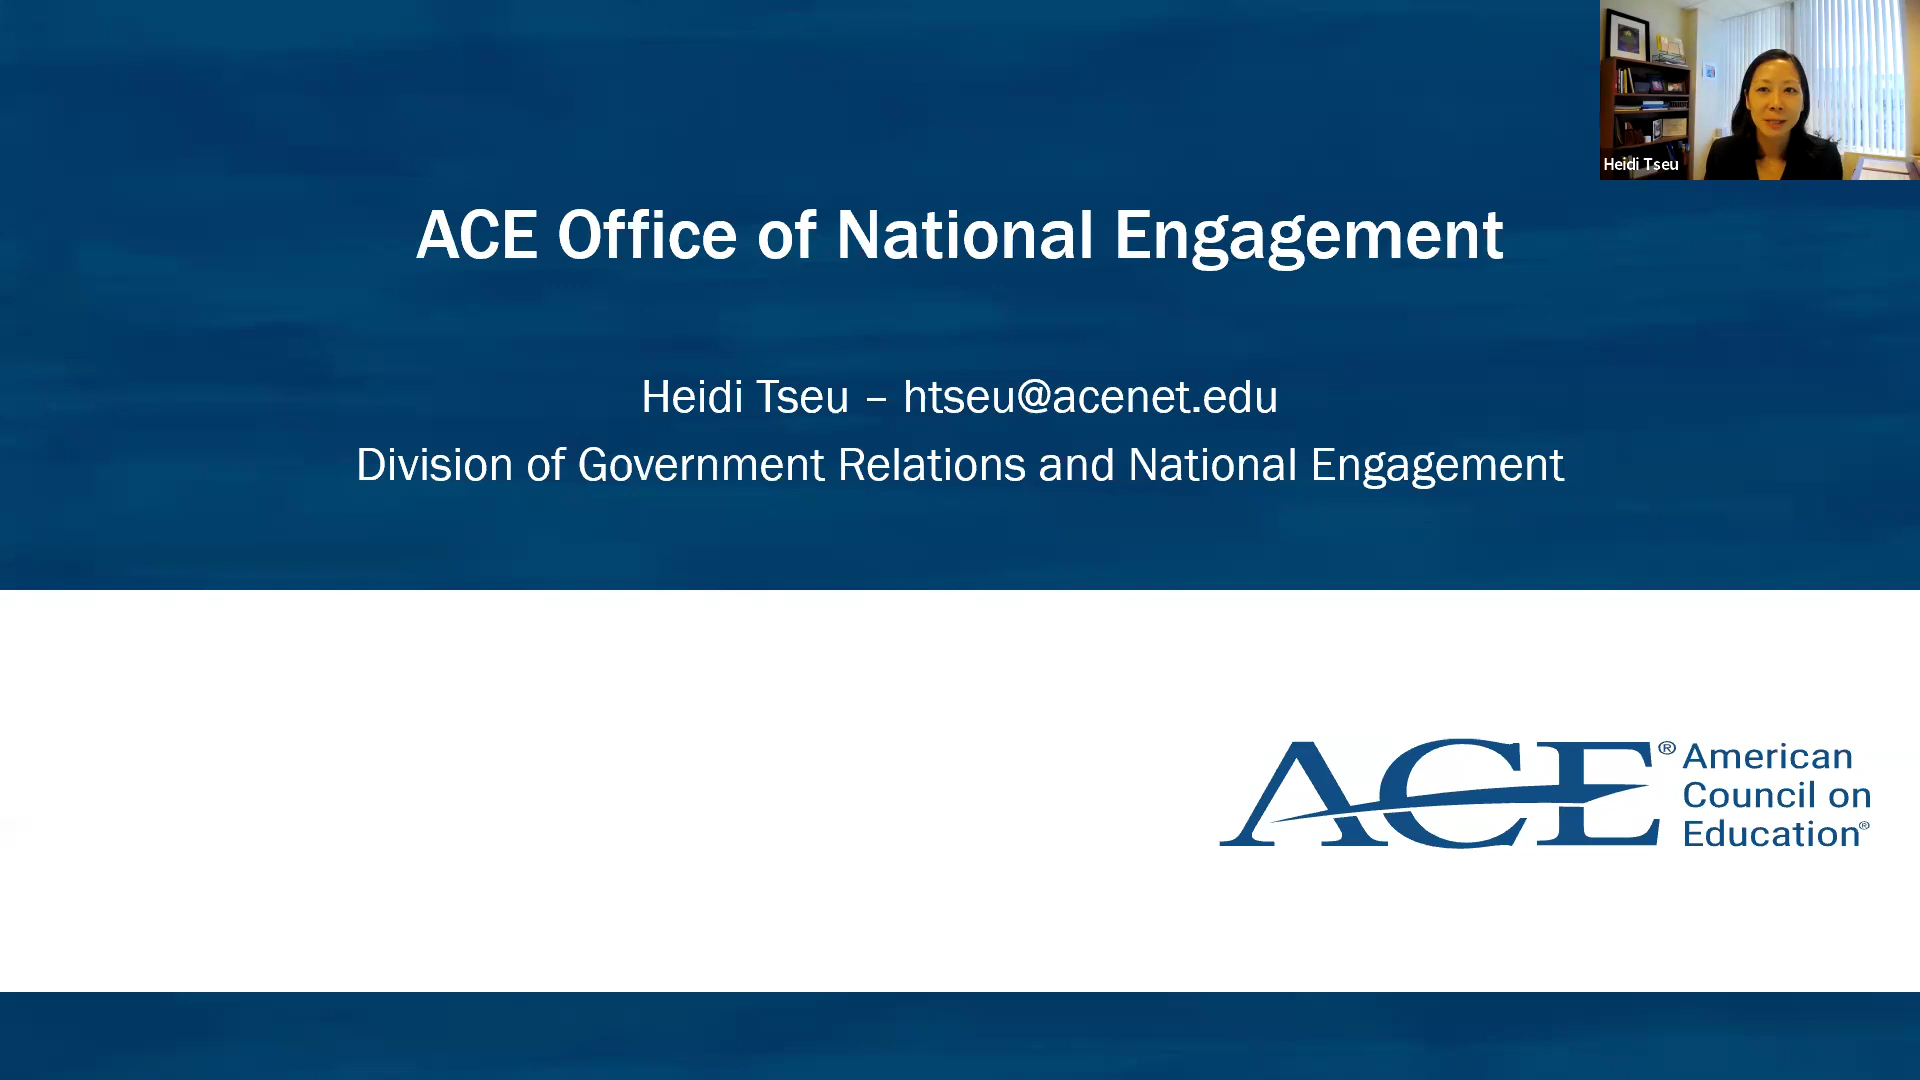 Heidi Tseu
ACE Office of National Engagement
Heidi Tseu – htseu@acenet.edu
Division of Government Relations and National Engagement
ACE® American
Council on
Education®